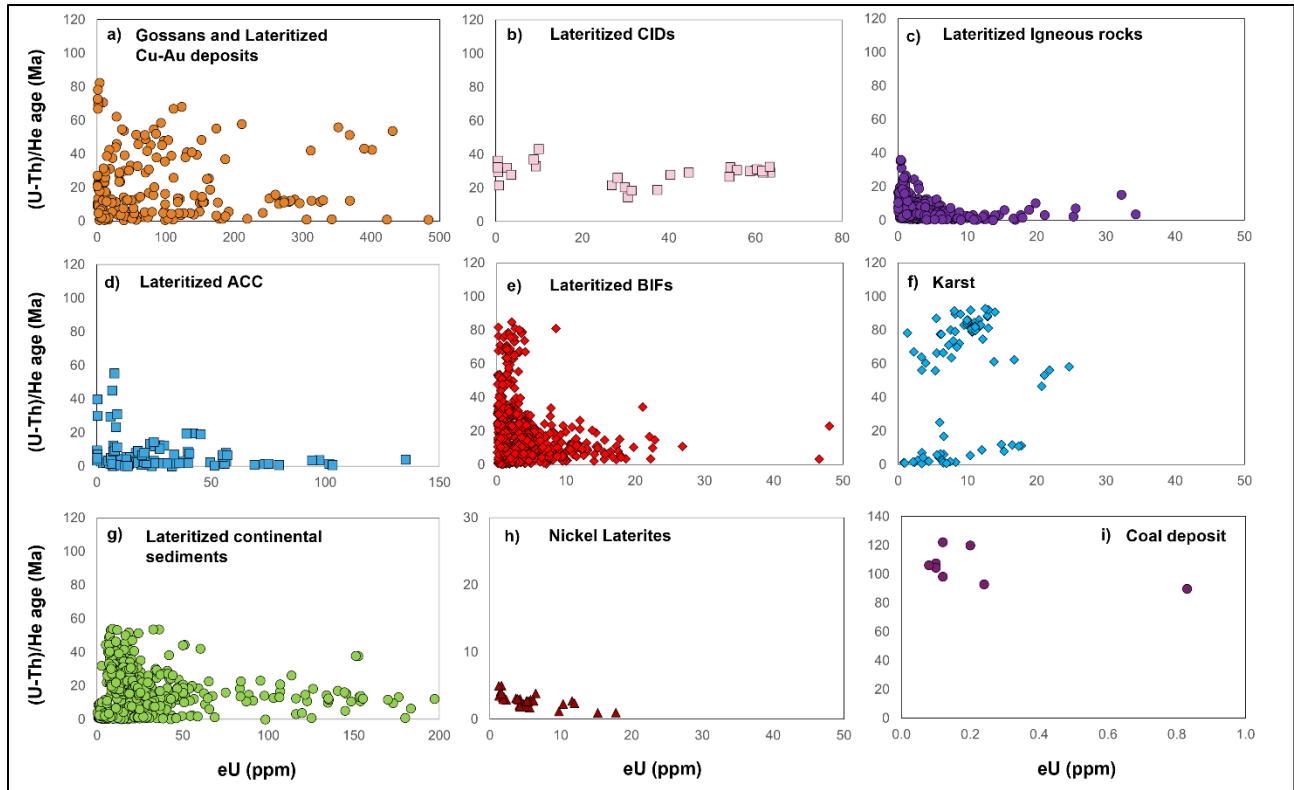 a) Gossans and Lateritized
Cu-Au deposits
(U-Th)/He age (Ma)
120
100
80
60
40
20
0
0 100 200 300 400 500
b) Lateritized CIDs
120
100
80
60
40
20
0
0 20 40 60 80
c) Lateritized Igneous rocks
120
100
80
60
40
20
0
0 10 20 30 40 50
d) Lateritized ACC
(U-Th)/He age (Ma)
120
100
80
60
40
20
0
0 50 100 150
e) Lateritized BIFs
120
100
80
60
40
20
0
0 10 20 30 40 50
f) Karst
120
100
80
60
40
20
0
0 10 20 30 40 50
g) Lateritized continental
sediments
(U-Th)/He age (Ma)
120
100
80
60
40
20
0
0 50 100 150 200
eU (ppm)
h) Nickel Laterites
30
20
10
0
0 10 20 30 40 50
eU (ppm)
i) Coal deposit
140
120
100
80
60
40
20
0
0.0 0.2 0.4 0.6 0.8 1.0
eU (ppm)